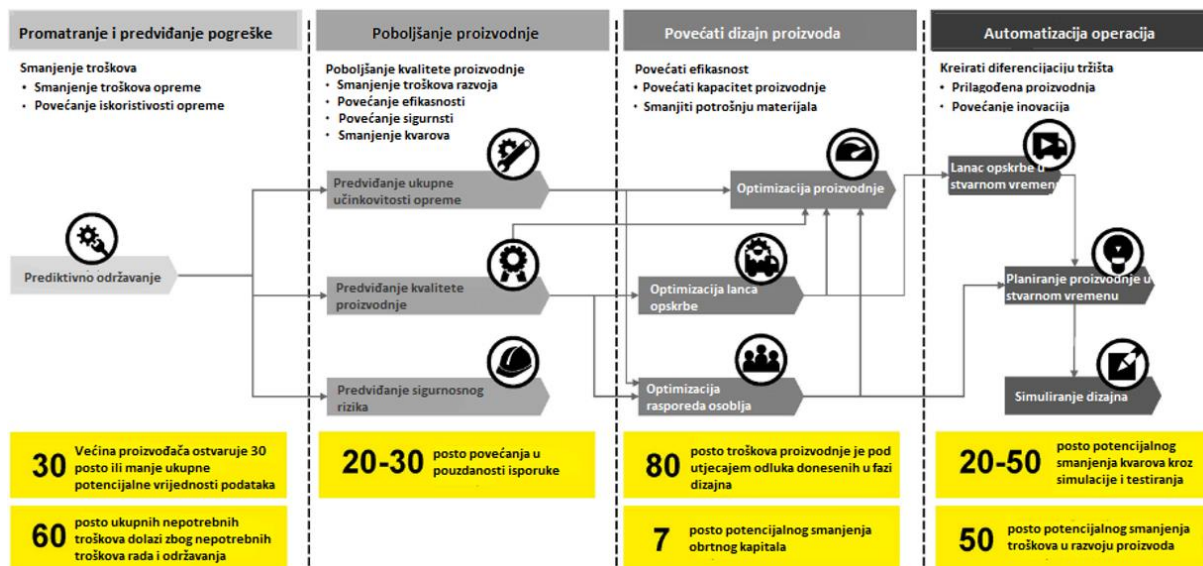 Promatranje i predviđanje pogreške
Smanjenje troškova
• Smanjenje troškova opreme
• Povećanje iskoristivosti opreme
Prediktivno održavanje
30
Većina proizvođača ostvaruje 30
posto ili manje ukupne
potencijalne vrijednosti podataka
60
posto ukupnih nepotrebnih
troškova dolazi zbog nepotrebnih
troškova rada i održavanja
Poboljšanje proizvodnje
Poboljšanje kvalitete proizvodnje
• Smanjenje troškova razvoja
• Povećanje efikasnosti
• Povećanje sigurnsti
• Smanjenje kvarova
Predviđanje ukupne
učinkovitosti opreme
Predviđanje kvalitete
proizvodnje
Predviđanje sigurnosnog
rizika
20-30
posto povećanja u
pouzdanosti isporuke
Povećati dizajn proizvoda
Povećati efikasnost
• Povećati kapacitet proizvodnje
• Smanjiti potrošnju materijala
Optimizacija proizvodnje
Optimizacija lanca
opskrbe
Optimizacija
rasporeda osoblja
80
posto troškova proizvodnje je pod
utjecajem odluka donesenih u fazi
dizajna
7
posto potencijalnog smanjenja
obrtnog kapitala
Automatizacija operacija
Kreirati diferencijaciju tržišta
• Prilagođena proizvodnja
• Povećanje inovacija
Lanac opskrbe u
stvarnom vremenu
Planiranje proizvodnje u
stvarnom vremenu
Simuliranje dizajna
20-50
posto potencijalnog
smanjenja kvarova kroz
simulacije i testiranja
50
posto potencijalnog smanjenja
troškova u razvoju proizvoda